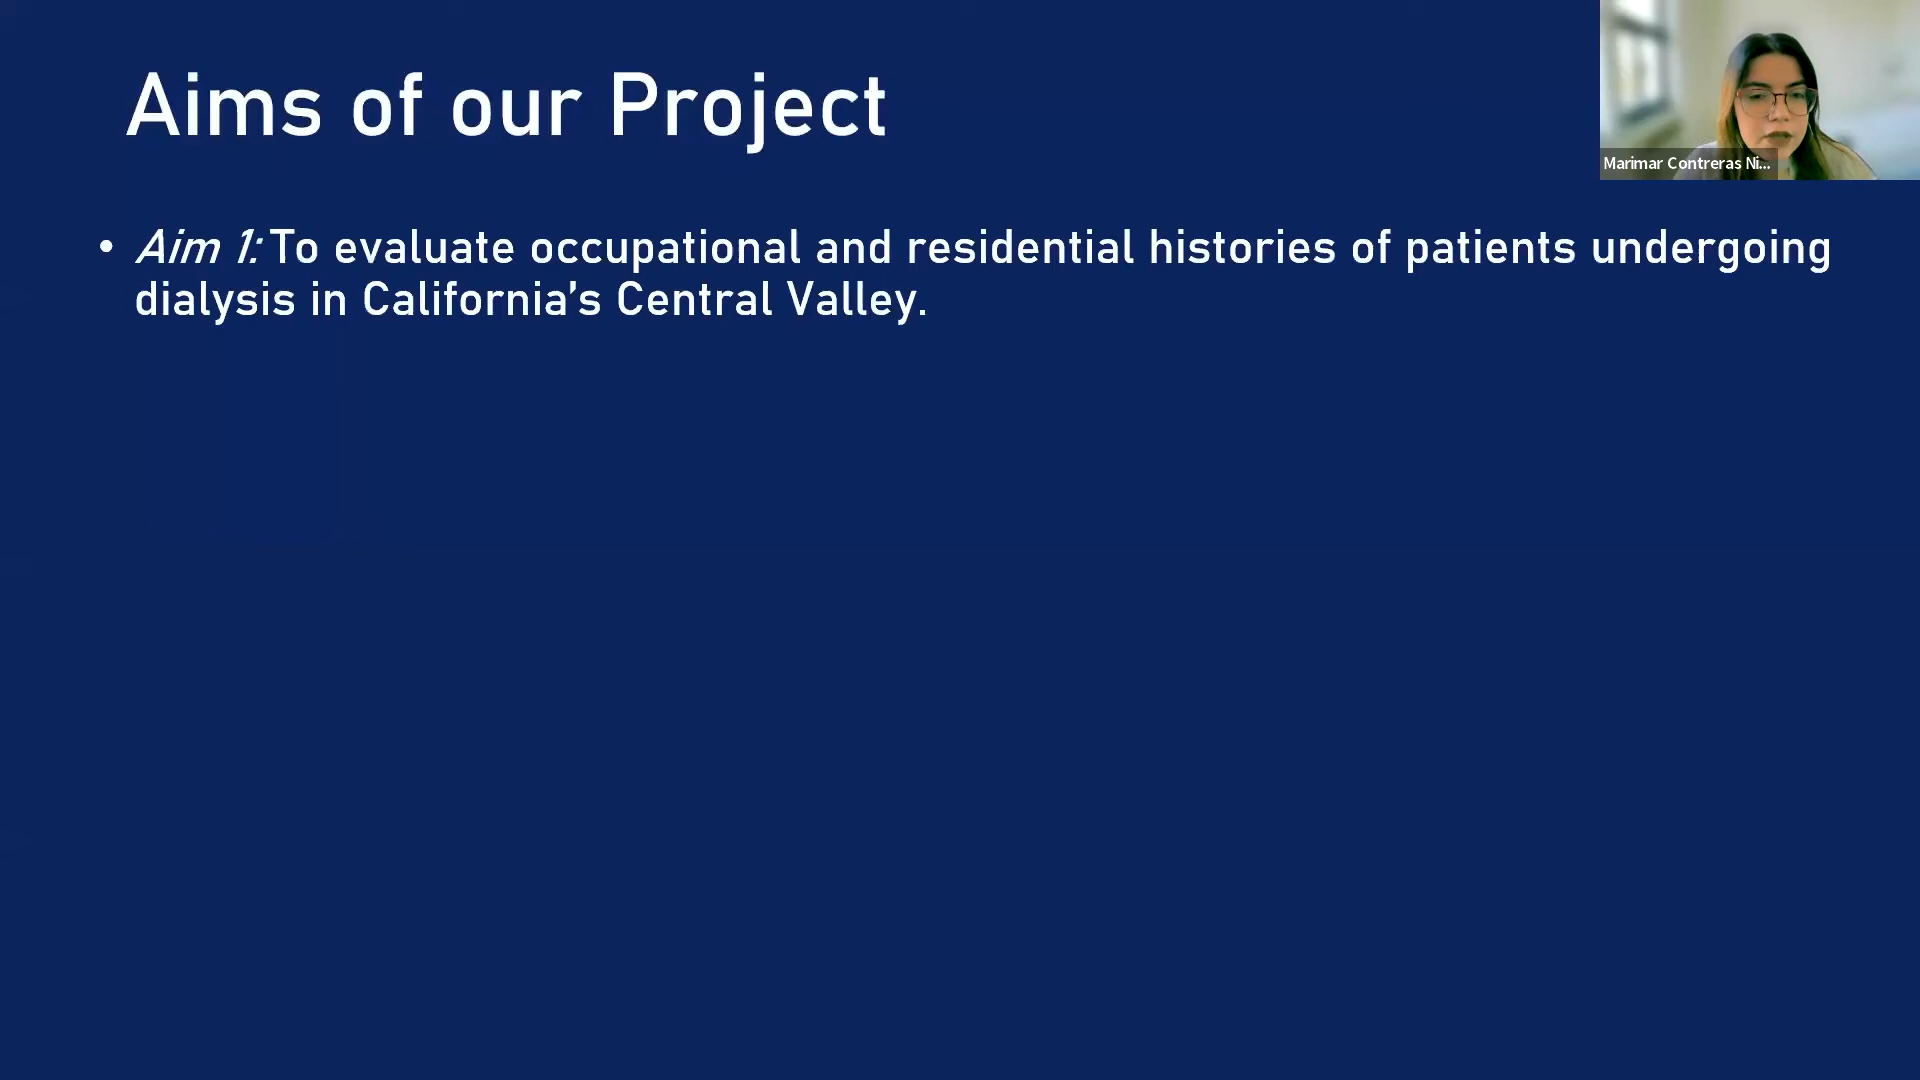 Aims of our Project
Marimar Contreras Ni...
• Aim 1: To evaluate occupational and residential histories of patients undergoing
dialysis in California’s Central Valley.